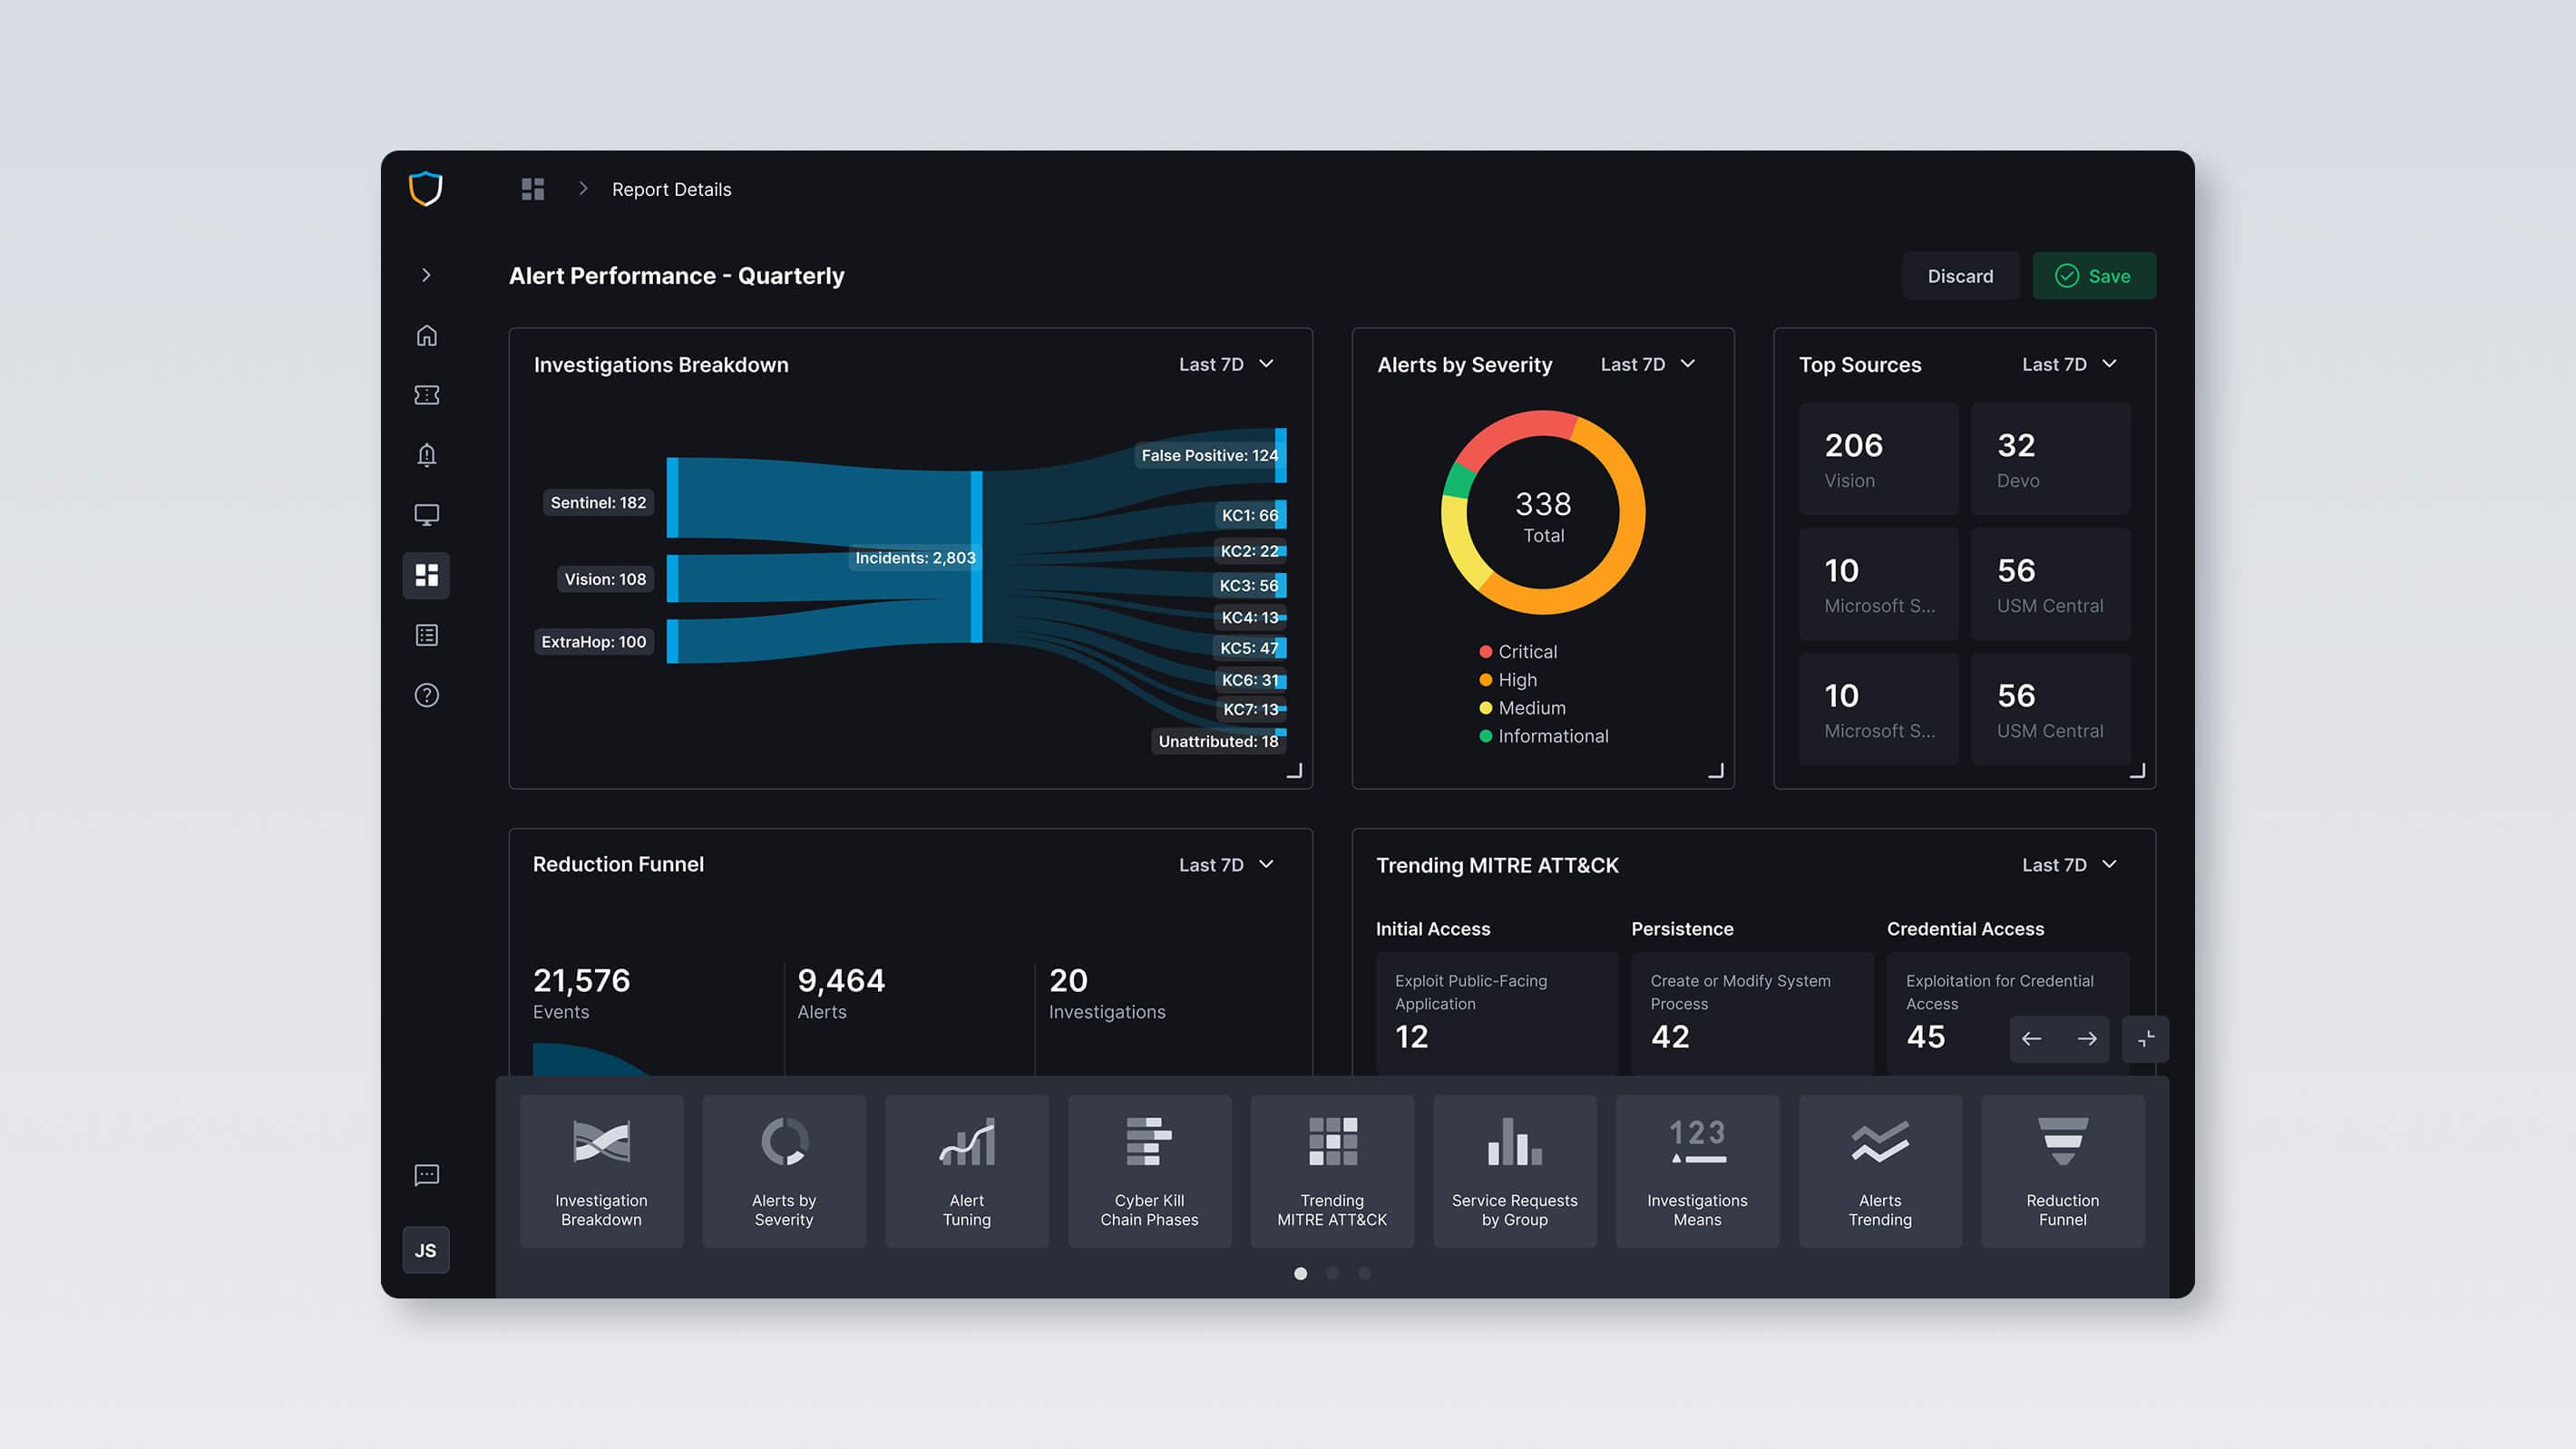 Report Details
Alert Performance - Quarterly
Discard
Save
Investigations Breakdown
Last 7D
Sentinel: 182
Vision: 108
ExtraHop: 100
Incidents: 2,803
False Positive: 124
KC1: 66
KC2: 22
KC3: 56
KC4: 13
KC5: 47
KC6: 31
KC7: 13
Unattributed: 18
Alerts by Severity
Last 7D
338
Total
Critical
High
Medium
Informational
Top Sources
Last 7D
206
Vision
32
Devo
10
Microsoft S...
56
USM Central
10
Microsoft S...
56
USM Central
Reduction Funnel
Last 7D
21,576
Events
9,464
Alerts
20
Investigations
Trending MITRE ATT&CK
Last 7D
Initial Access
Exploit Public-Facing
Application
12
Persistence
Create or Modify System
Process
42
Credential Access
Exploitation for Credential
Access
45
Investigation
Breakdown
Alerts by
Severity
Alert
Tuning
Cyber Kill
Chain Phases
Trending
MITRE ATT&CK
Service Requests
by Group
123
Investigations
Means
Alerts
Trending
Reduction
Funnel
JS